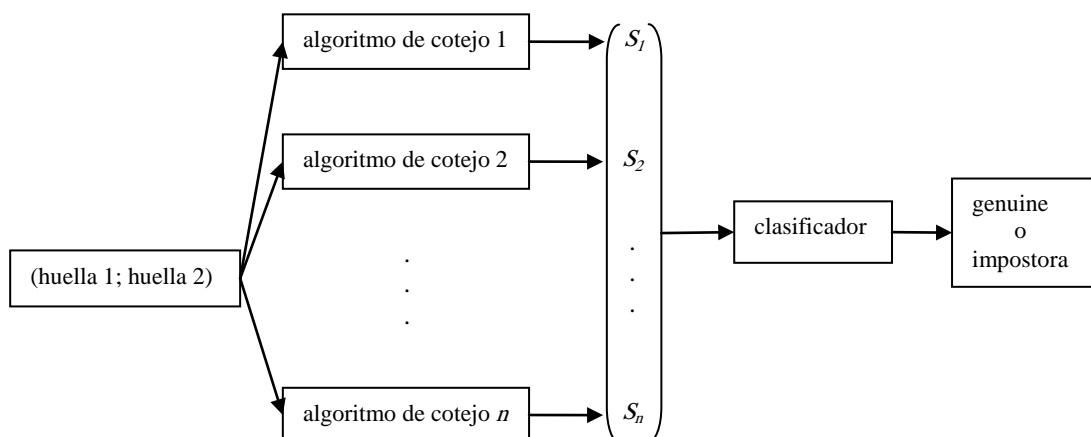 algoritmo de cotejo 1
S1
algoritmo de cotejo 2
S2
(huella 1; huella 2)
.
.
.
.
.
.
clasificador
genuine
o
impostora
algoritmo de cotejo n
Sn